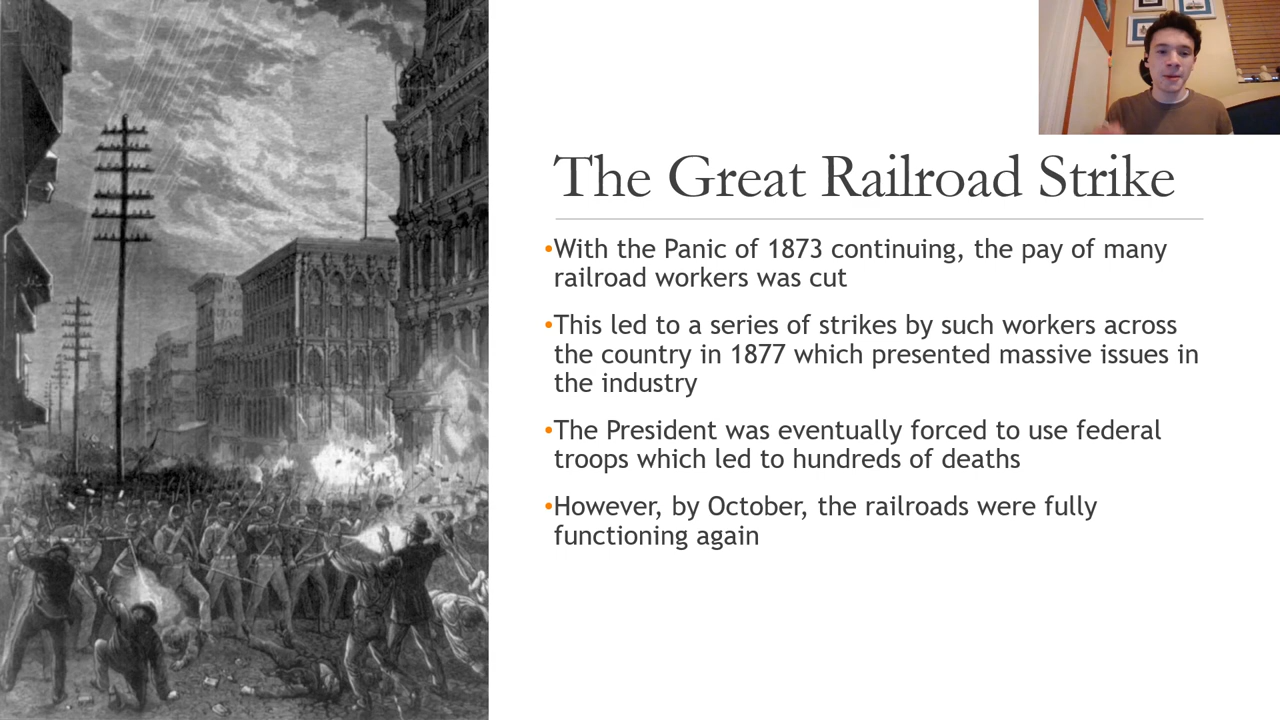 The Great Railroad Strike
•With the Panic of 1873 continuing, the pay of many
railroad workers was cut
•This led to a series of strikes by such workers across
the country in 1877 which presented massive issues in
the industry
•The President was eventually forced to use federal
troops which led to hundreds of deaths
•However, by October, the railroads were fully
functioning again